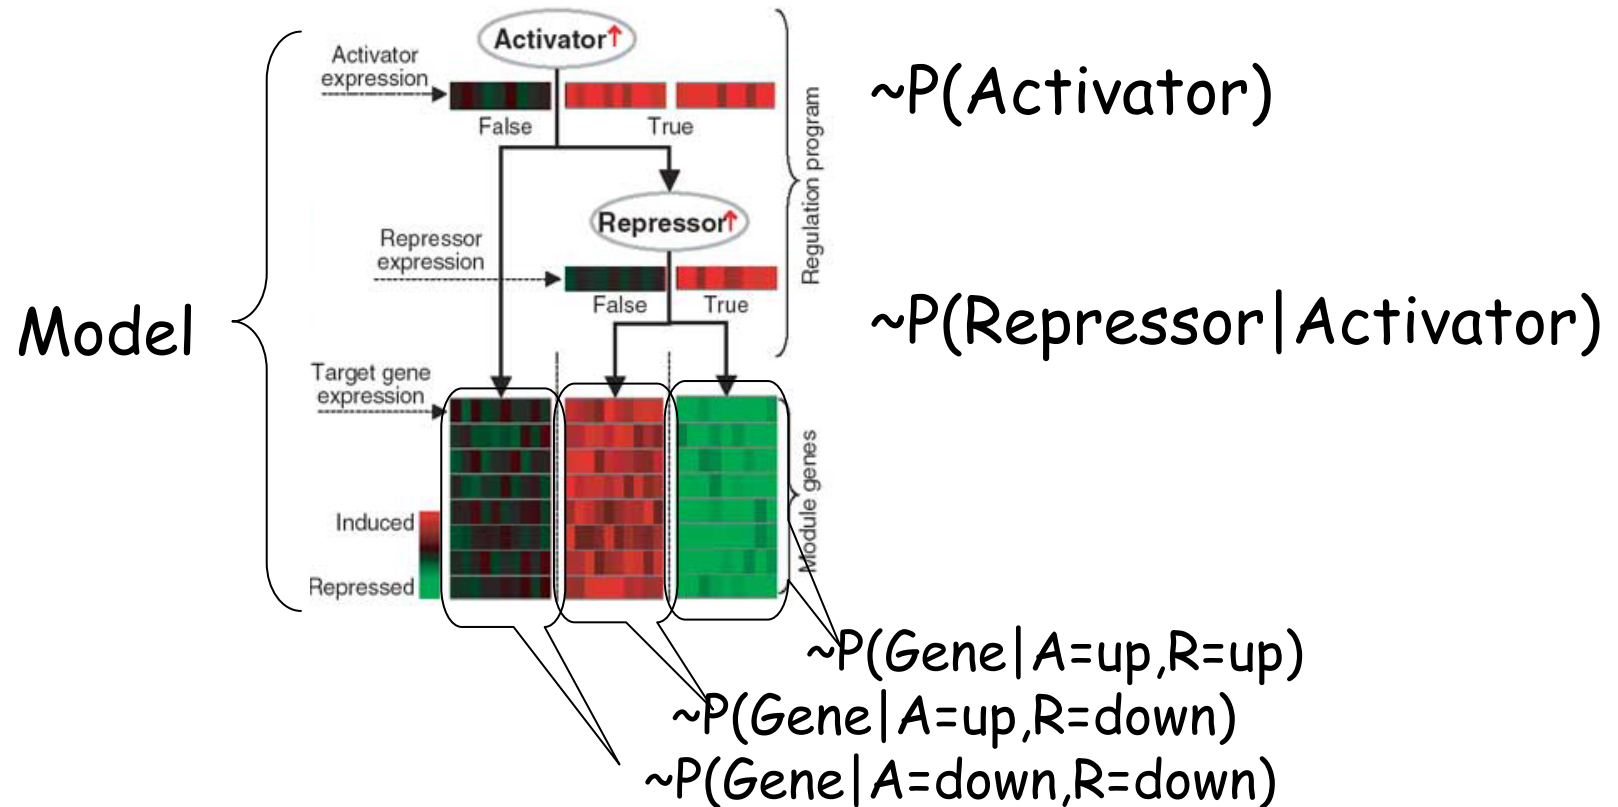 Activator↑
Activator
expression
False
True
~P(Activator)
Regulation program
Repressor↑
Repressor
expression
False
True
Model
~P(Repressor|Activator)
Target gene
expression
Module genes
Induced
Repressed
~P(Gene|A=up,R=up)
~P(Gene|A=up,R=down)
~P(Gene|A=down,R=down)